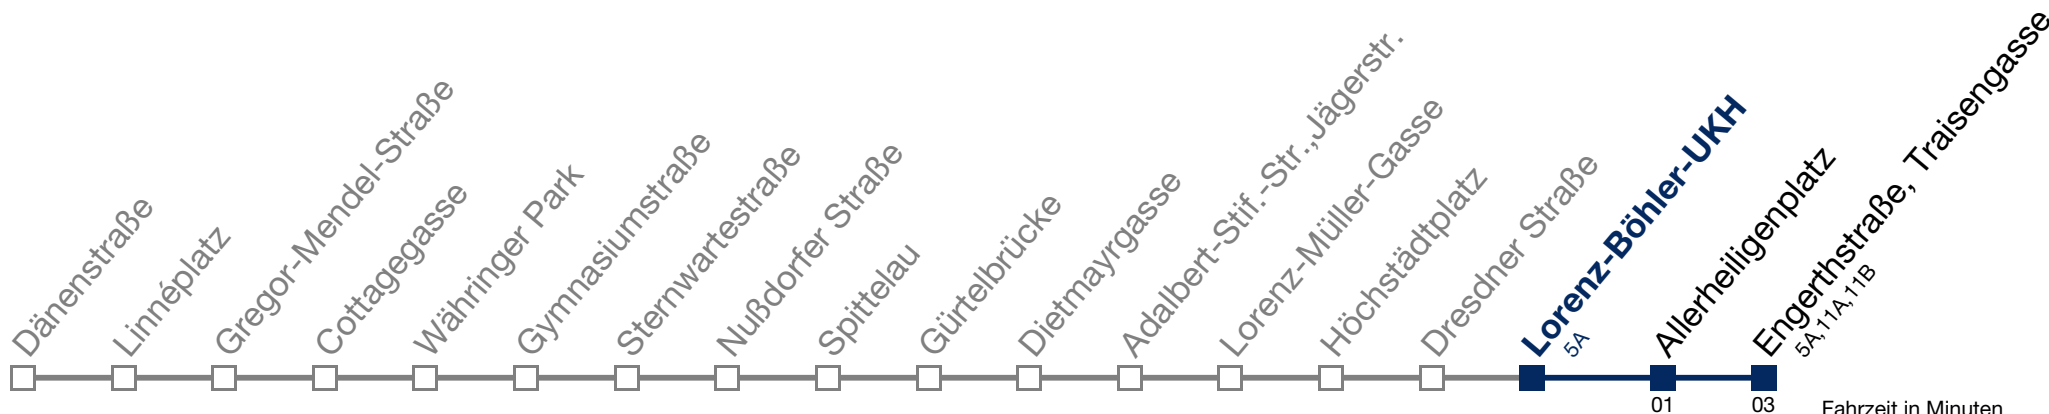 Dänenstraße
Linnéplatz
Gregor-Mendel-Straße
Cottagegasse
Währinger Park
Gymnasiumstraße
Sternwartestraße
Nußdorfer Straße
Spittelau
Gürtelbrücke
Dietmayrgasse
Adalbert-Stif.-Str.,Jägerstr.
Lorenz-Müller-Gasse
Höchstädtplatz
Dresdner Straße
Lorenz-Böhler-UKH
5A
Allerheiligenplatz
Engerthstraße, Traisengasse
5A,11A,11B
01
03
Fahrzeit in Minuten